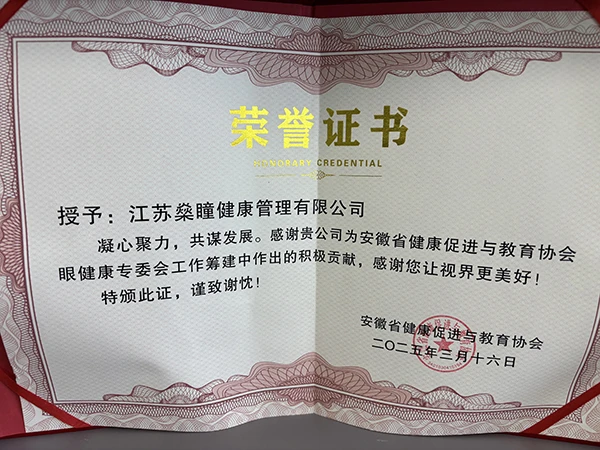 荣誉证书
HONORARY CREDENTIAL
授予：江苏燊瞳健康管理有限公司
凝心聚力，共谋发展。感谢贵公司为安徽省健康促进与教育协会
眼健康专委会工作筹建中作出的积极贡献，感谢您让视界更美好！
特颁此证，谨致谢忱！
安徽省健康促进与教育协会
二〇二五年三月十六日